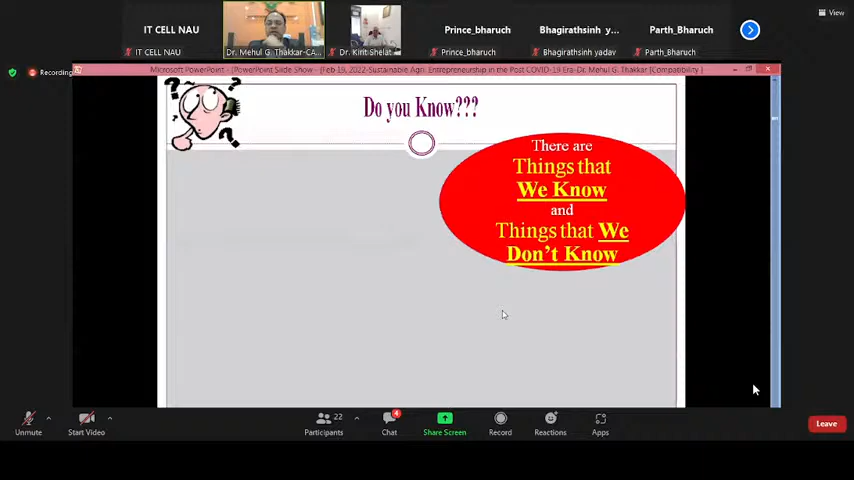 IT CELL NAU
Prince_bharuch
Bhagirathsinh y...
Parth_Bharuch
View
IT CELL NAU
Dr. Mehul G. Thakkar-CA...
Dr. Kirit Shelat
Prince_bharuch
Bhagirathsinh yadav
Parth_Bharuch
Recording
Microsoft PowerPoint - [PowerPoint Slide Show - [Feb 19, 2022-Sustainable Agri. Entrepreneurship in the Post COVID-19 Era-Dr. Mehul G. Thakkar [Compatibility
Do you Know???
There are
Things that
We Know
and
Things that We
Don't Know
22
4
Unmute
Start Video
Participants
Chat
Share Screen
Record
Reactions
Apps
Leave